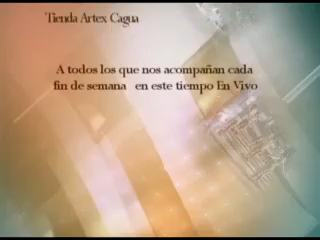 Tienda Artex Cagua
A todos los que nos acompañan cada
fin de semana en este tiempo En Vivo